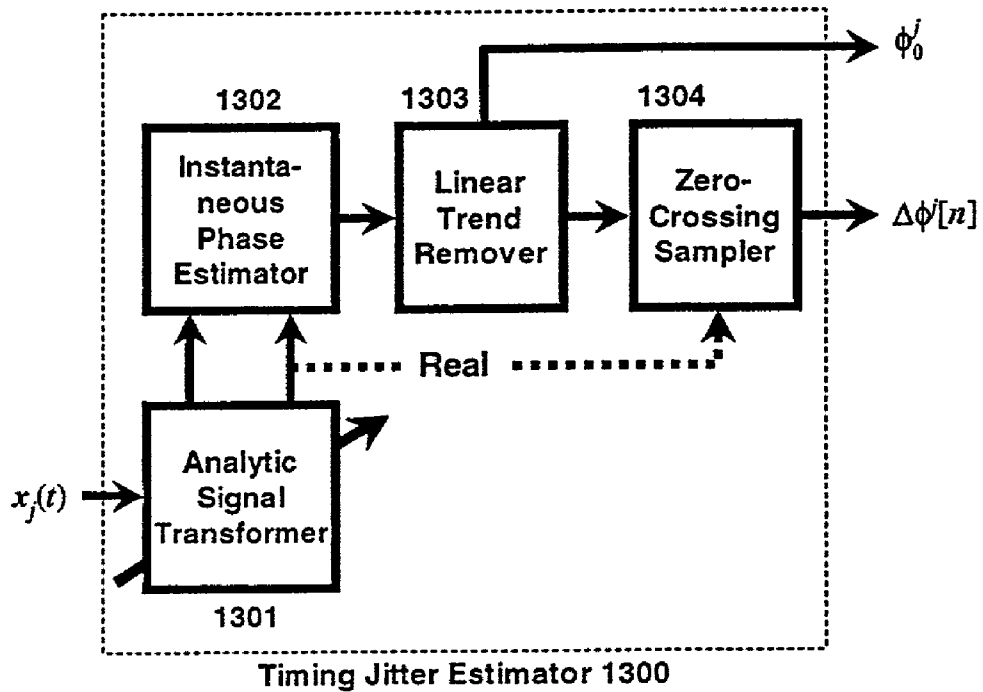 ϕ₀ʲ
1302
1303
1304
Instanta-
neous
Phase
Estimator
Linear
Trend
Remover
Zero-
Crossing
Sampler
Δϕʲ[n]
Real
Analytic
Signal
Transformer
xⱼ(t)
1301
Timing Jitter Estimator 1300